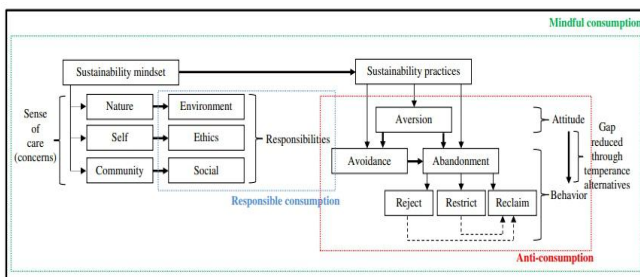 Mindful consumption
Sustainability mindset
Sustainability practices
Sense
of
care
(concerns)
Nature
Environment
Self
Ethics
Community
Social
Responsibilities
Responsible consumption
Aversion
Avoidance
Abandonment
Reject
Restrict
Reclaim
Attitude
Behavior
Gap
reduced
through
temperance
alternatives
Anti-consumption